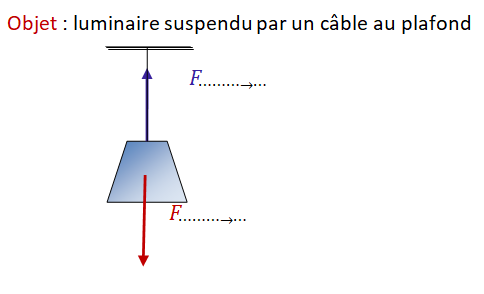 Objet : luminaire suspendu par un câble au plafond
F.........→...
F.........→...